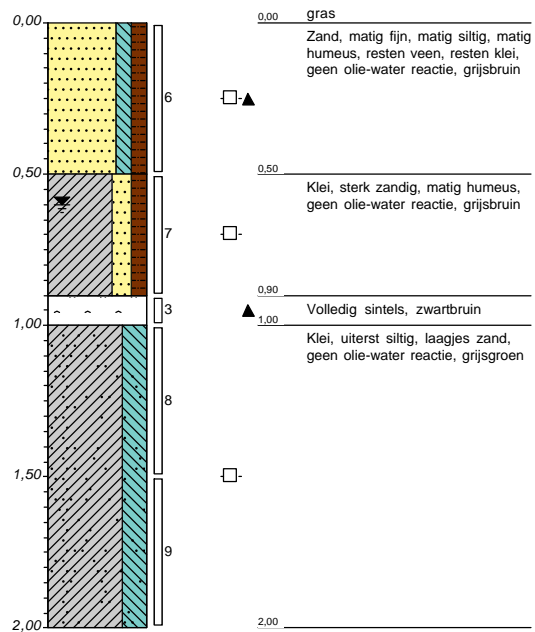 0,00
0,50
1,00
1,50
2,00
6
7
3
8
9
0,00
gras
Zand, matig fijn, matig siltig, matig
humeus, resten veen, resten klei,
geen olie-water reactie, grijsbruin
0,50
Klei, sterk zandig, matig humeus,
geen olie-water reactie, grijsbruin
0,90
Volledig sintels, zwartbruin
1,00
Klei, uiterst siltig, laagjes zand,
geen olie-water reactie, grijsgroen
2,00